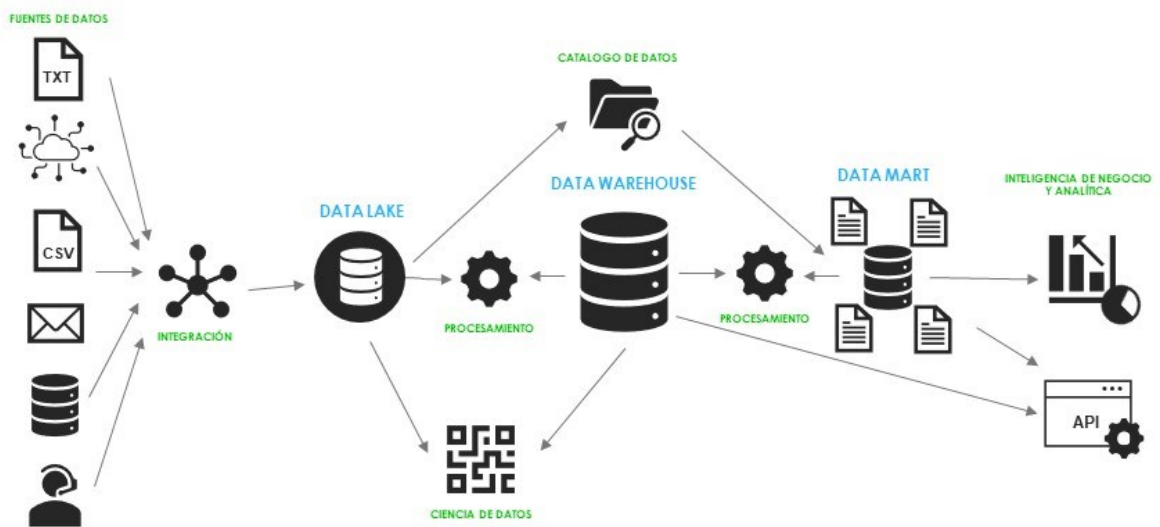 FUENTES DE DATOS
TXT
CSV
INTEGRACIÓN
DATA LAKE
PROCESAMIENTO
CATALOGO DE DATOS
DATA WAREHOUSE
CIENCIA DE DATOS
PROCESAMIENTO
DATA MART
INTELIGENCIA DE NEGOCIO
Y ANALÍTICA
API